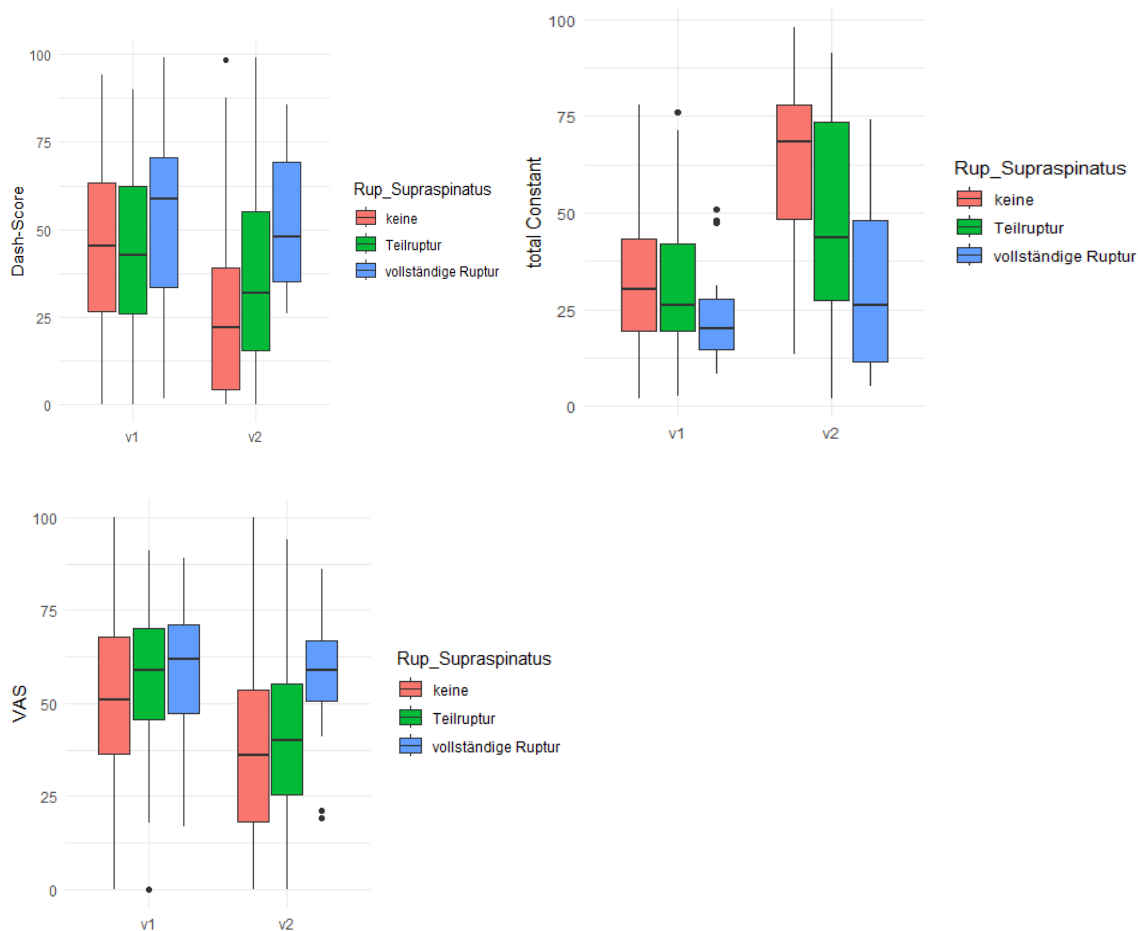 100
75
50
25
0
Dash-Score
v1
v2
Rup_Supraspinatus
keine
Teilruptur
vollständige Ruptur
100
75
50
25
0
total Constant
v1
v2
Rup_Supraspinatus
keine
Teilruptur
vollständige Ruptur
100
75
50
25
0
VAS
v1
v2
Rup_Supraspinatus
keine
Teilruptur
vollständige Ruptur